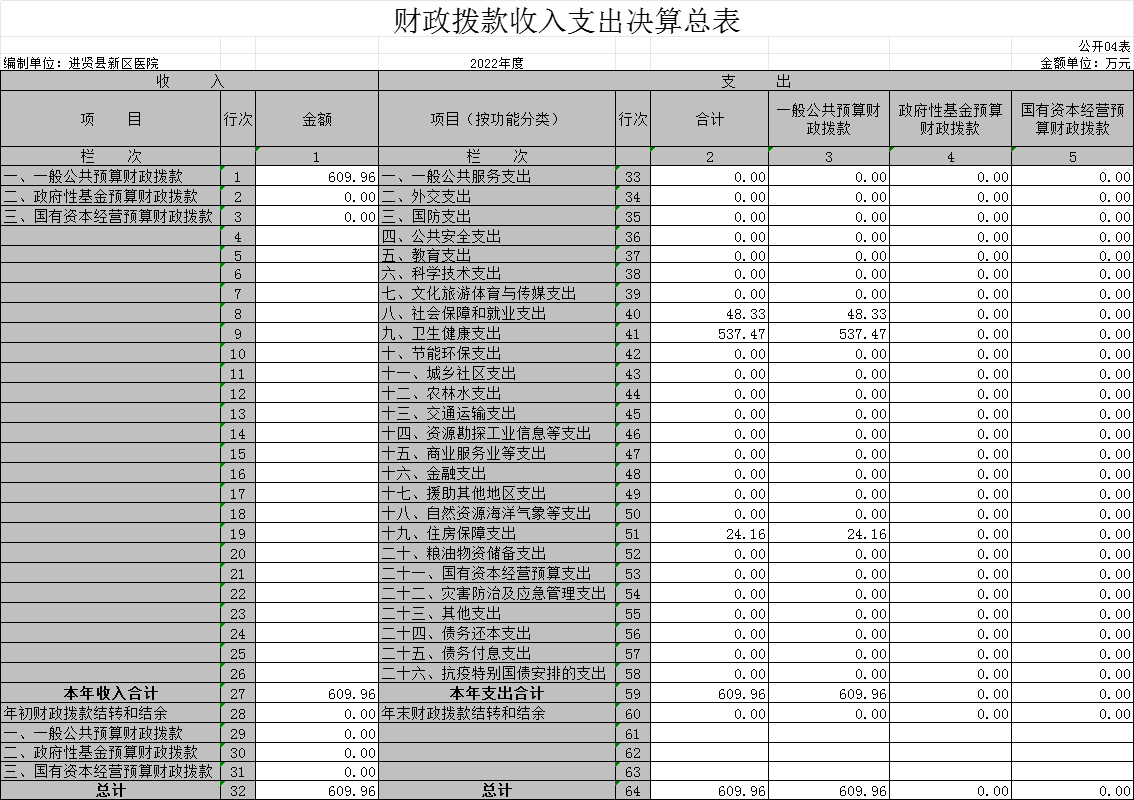 财政拨款收入支出决算总表
公开04表
编制单位：进贤县新区医院 2022年度 金额单位：万元
收 入 支 出
项 目 行次 金额 项目（按功能分类） 行次 合计 一般公共预算财政拨款 政府性基金预算财政拨款 国有资本经营预算财政拨款
栏 次 1 栏 次 2 3 4 5
一、一般公共预算财政拨款 1 609.96 一、一般公共服务支出 33 0.00 0.00 0.00 0.00
二、政府性基金预算财政拨款 2 0.00 二、外交支出 34 0.00 0.00 0.00 0.00
三、国有资本经营预算财政拨款 3 0.00 三、国防支出 35 0.00 0.00 0.00 0.00
4 四、公共安全支出 36 0.00 0.00 0.00 0.00
5 五、教育支出 37 0.00 0.00 0.00 0.00
6 六、科学技术支出 38 0.00 0.00 0.00 0.00
7 七、文化旅游体育与传媒支出 39 0.00 0.00 0.00 0.00
8 八、社会保障和就业支出 40 48.33 48.33 0.00 0.00
9 九、卫生健康支出 41 537.47 537.47 0.00 0.00
10 十、节能环保支出 42 0.00 0.00 0.00 0.00
11 十一、城乡社区支出 43 0.00 0.00 0.00 0.00
12 十二、农林水支出 44 0.00 0.00 0.00 0.00
13 十三、交通运输支出 45 0.00 0.00 0.00 0.00
14 十四、资源勘探工业信息等支出 46 0.00 0.00 0.00 0.00
15 十五、商业服务业等支出 47 0.00 0.00 0.00 0.00
16 十六、金融支出 48 0.00 0.00 0.00 0.00
17 十七、援助其他地区支出 49 0.00 0.00 0.00 0.00
18 十八、自然资源海洋气象等支出 50 0.00 0.00 0.00 0.00
19 十九、住房保障支出 51 24.16 24.16 0.00 0.00
20 二十、粮油物资储备支出 52 0.00 0.00 0.00 0.00
21 二十一、国有资本经营预算支出 53 0.00 0.00 0.00 0.00
22 二十二、灾害防治及应急管理支出 54 0.00 0.00 0.00 0.00
23 二十三、其他支出 55 0.00 0.00 0.00 0.00
24 二十四、债务还本支出 56 0.00 0.00 0.00 0.00
25 二十五、债务付息支出 57 0.00 0.00 0.00 0.00
26 二十六、抗疫特别国债安排的支出 58 0.00 0.00 0.00 0.00
本年收入合计 27 609.96 本年支出合计 59 609.96 609.96 0.00 0.00
年初财政拨款结转和结余 28 0.00 年末财政拨款结转和结余 60 0.00 0.00 0.00 0.00
一、一般公共预算财政拨款 29 0.00 61
二、政府性基金预算财政拨款 30 0.00 62
三、国有资本经营预算财政拨款 31 0.00 63
总计 32 609.96 总计 64 609.96 609.96 0.00 0.00